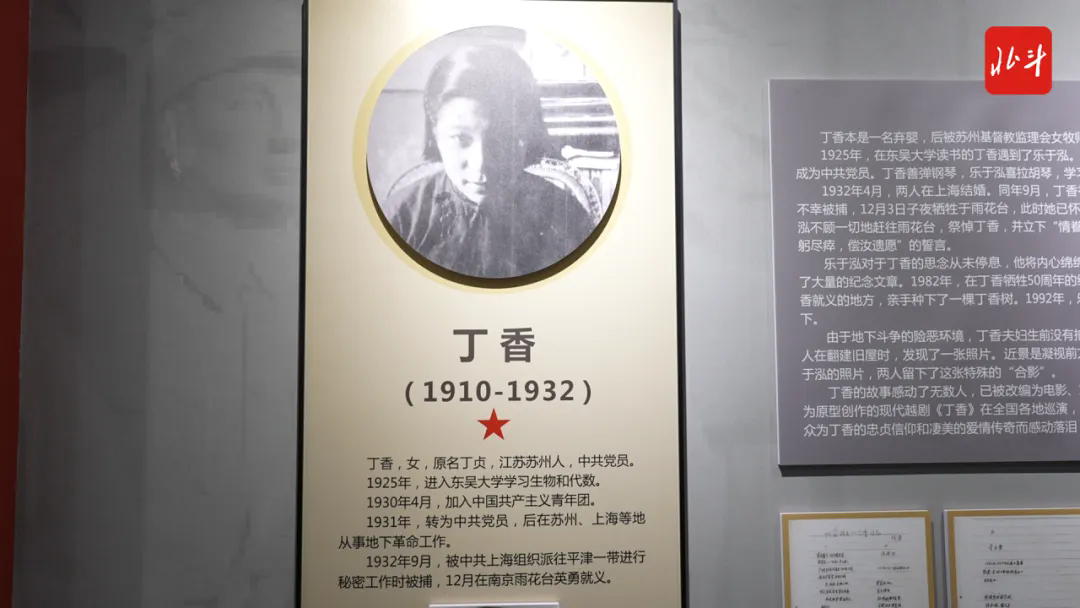 北斗
丁香
(1910-1932)
丁香，女，原名丁贞，江苏苏州人，中共党员。
1925年，进入东吴大学学习生物和代数。
1930年4月，加入中国共产主义青年团。
1931年，转为中共党员，后在苏州、上海等地
从事地下革命工作。
1932年9月，被中共上海组织派往平津一带进行
秘密工作时被捕，12月在南京雨花台英勇就义。
丁香本是一名弃婴，后被苏州基督教监理会女牧
1925年，在东吴大学读书的丁香遇到了乐于泓。
成为中共党员。丁香善弹钢琴，乐于泓喜拉胡琴，学
1932年4月，两人在上海结婚。同年9月，丁香
不幸被捕，12月3日子夜牺牲于雨花台，此时她已怀
泓不顾一切地赶往雨花台，祭悼丁香，并立下“情
躬尽瘁，偿汝遗愿”的誓言。
乐于泓对于丁香的思念从未停息，他将内心绵
了大量的纪念文章。1982年，在丁香牺牲50周年的
香就义的地方，亲手种下了一棵丁香树。1992年，
下。
由于地下斗争的险恶环境，丁香夫妇生前没有
人在翻建旧屋时，发现了一张照片。近景是凝视前
于泓的照片，两人留下了这张特殊的“合影”。
丁香的故事感动了无数人，已被改编为电影、
为原型创作的现代越剧《丁香》在全国各地巡演，
众为丁香的忠贞信仰和凄美的爱情传奇而感动落泪